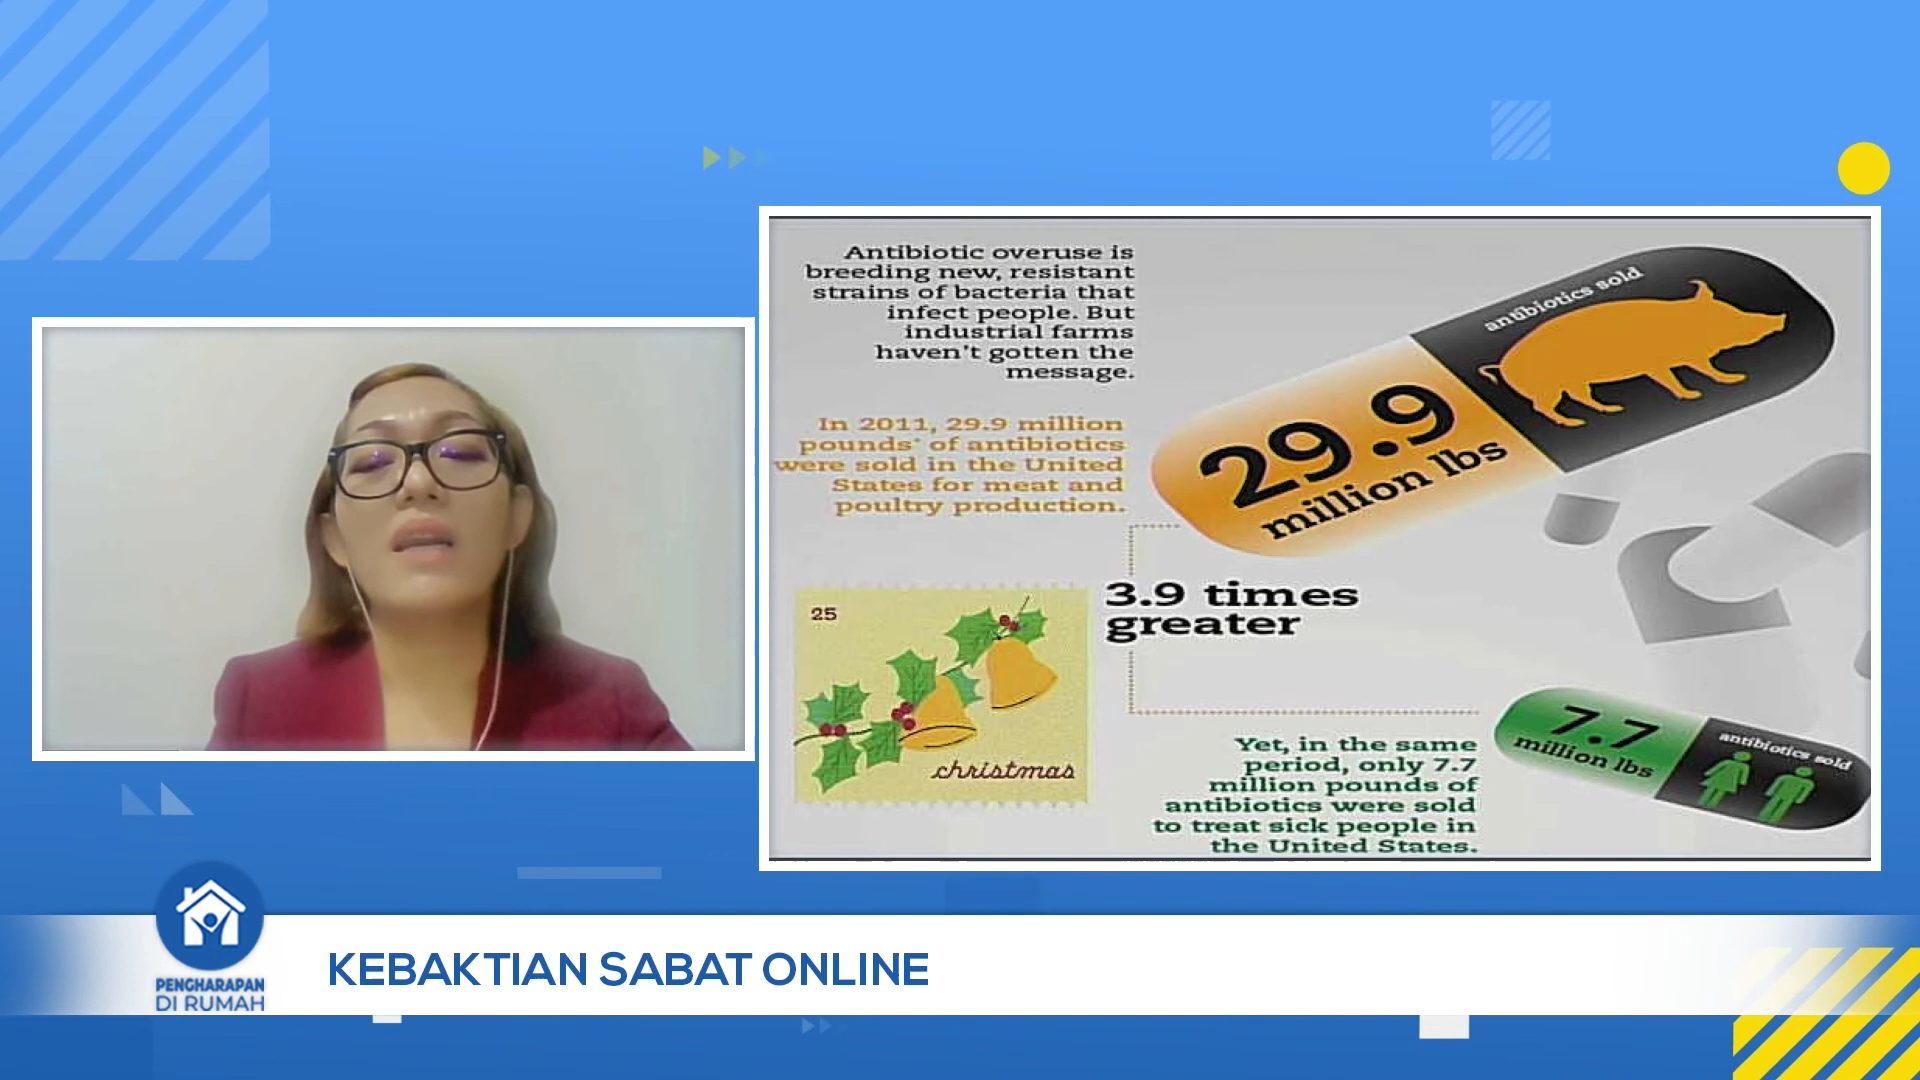 Antibiotic overuse is
breeding new, resistant
strains of bacteria that
infect people. But
industrial farms
haven't gotten the
message.
In 2011, 29.9 million
pounds* of antibiotics
were sold in the United
States for meat and
poultry production.
antibiotics sold
29.9
million lbs
3.9 times
greater
25
christmas
7.7
million lbs
antibiotics sold
Yet, in the same
period, only 7.7
million pounds of
antibiotics were sold
to treat sick people in
the United States.
PENGHARAPAN
DI RUMAH
KEBAKTIAN SABAT ONLINE